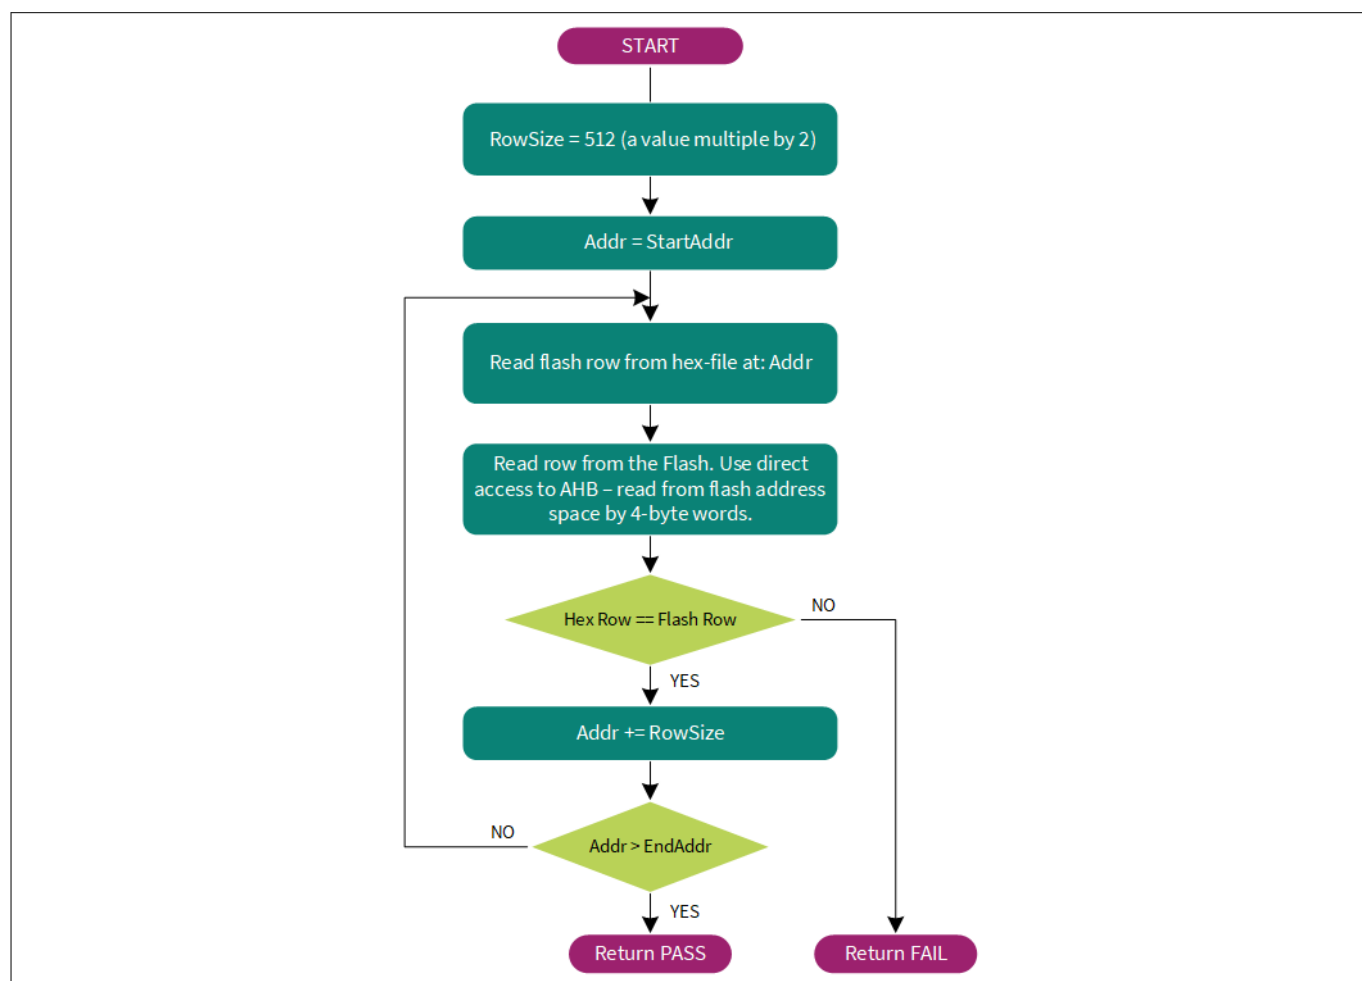 START
RowSize = 512 (a value multiple by 2)
Addr = StartAddr
Read flash row from hex-file at: Addr
Read row from the Flash. Use direct
access to AHB – read from flash address
space by 4-byte words.
Hex Row == Flash Row
NO
YES
Addr += RowSize
NO
Addr > EndAddr
YES
Return PASS
Return FAIL